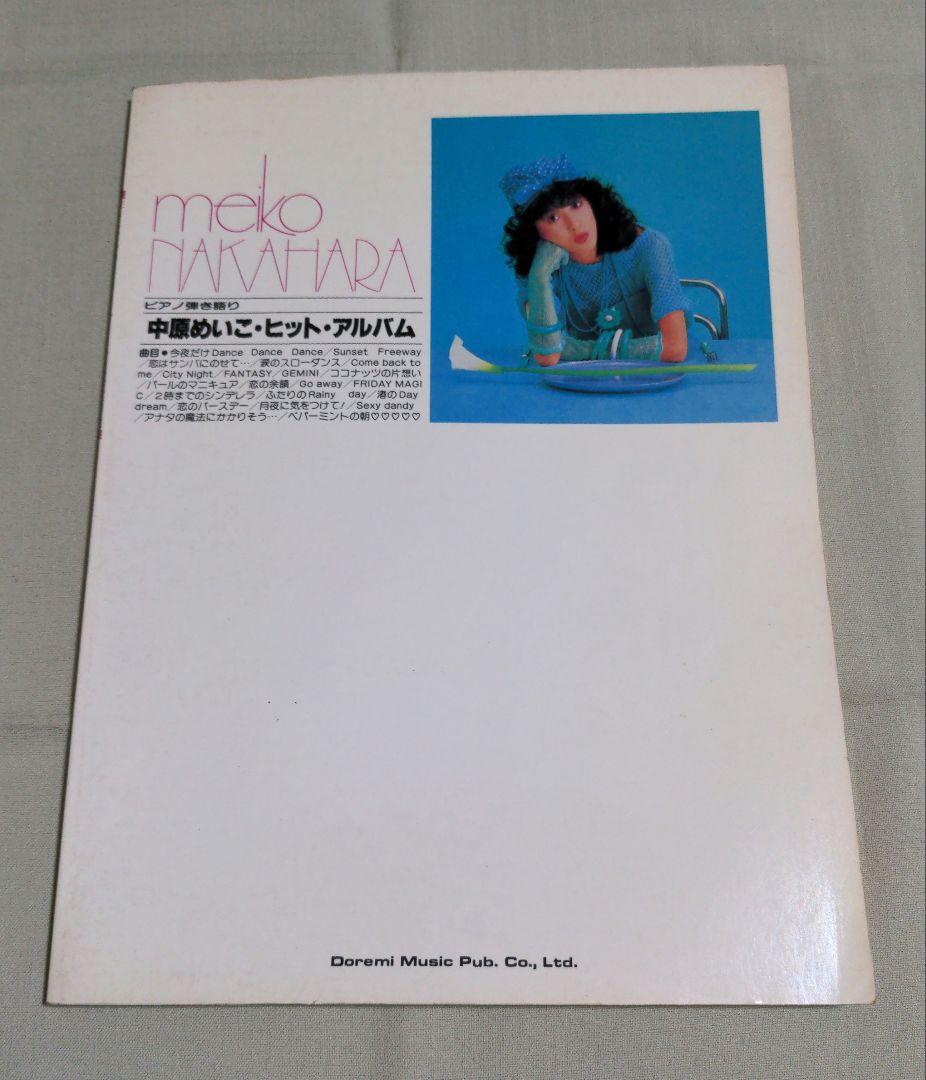 meiko
NAKAHARA
ピアノ弾き語り
中原めいこ・ヒット・アルバム
曲目●今夜だけDance Dance Dance／Sunset Freeway
／恋はサンバにのせて…／涙のスローダンス／Come back to
me／City Night／FANTASY／GEMINI／ココナッツの片想い
／パールのマニキュア／恋の余韻／Go away／FRIDAY MAGI
C／2時までのシンデレラ／ふたりのRainy day／渚のDay
dream／恋のバースデー／月夜に気をつけて!／Sexy dandy
／アナタの魔法にかかりそう…／ペパーミントの朝♡♡♡♡♡
Doremi Music Pub. Co., Ltd.